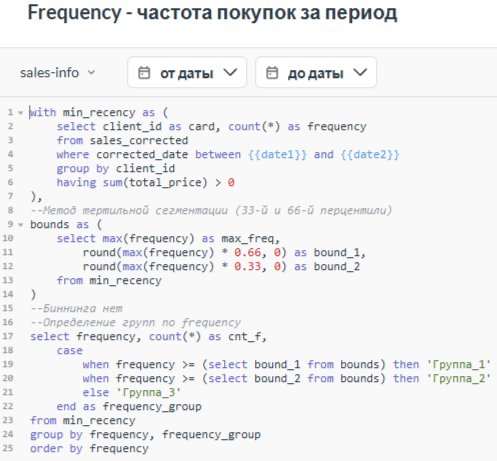 Frequency - частота покупок за период
sales-info от даты до даты
1 with min_recency as (
2 select client_id as card, count(*) as frequency
3 from sales_corrected
4 where corrected_date between {{date1}} and {{date2}}
5 group by client_id
6 having sum(total_price) > 0
7 ),
8 --Метод тертильной сегментации (33-й и 66-й перцентили)
9 bounds as (
10 select max(frequency) as max_freq,
11 round(max(frequency) * 0.66, 0) as bound_1,
12 round(max(frequency) * 0.33, 0) as bound_2
13 from min_recency
14 )
15 --Биннинга нет
16 --Определение групп по frequency
17 select frequency, count(*) as cnt_f,
18 case
19 when frequency >= (select bound_1 from bounds) then 'Группа_1'
20 when frequency >= (select bound_2 from bounds) then 'Группа_2'
21 else 'Группа_3'
22 end as frequency_group
23 from min_recency
24 group by frequency, frequency_group
25 order by frequency